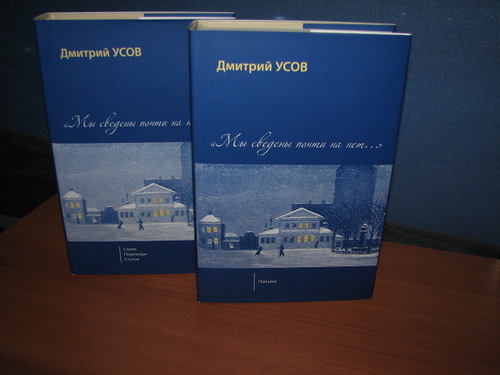 Дмитрий УСОВ
«Мы сведены почти на н
Стихи
Переводы
Статьи
Дмитрий УСОВ
«Мы сведены почти на нет...»
Письма